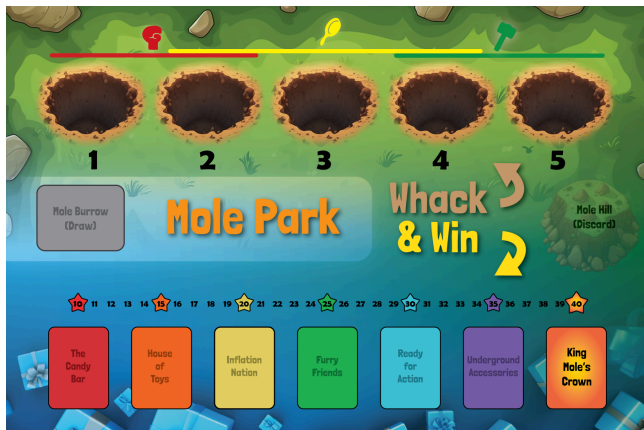 1 2 3 4 5
Mole Burrow
(Draw)
Mole Park
Whack
& Win
Mole Hill
(Discard)
10 11 12 13 14 15 16 17 18 19 20 21 22 23 24 25 26 27 28 29 30 31 32 33 34 35 36 37 38 39 40
The
Candy
Bar
House
of
Toys
Inflation
Nation
Furry
Friends
Ready
for
Action
Underground
Accessories
King
Mole's
Crown